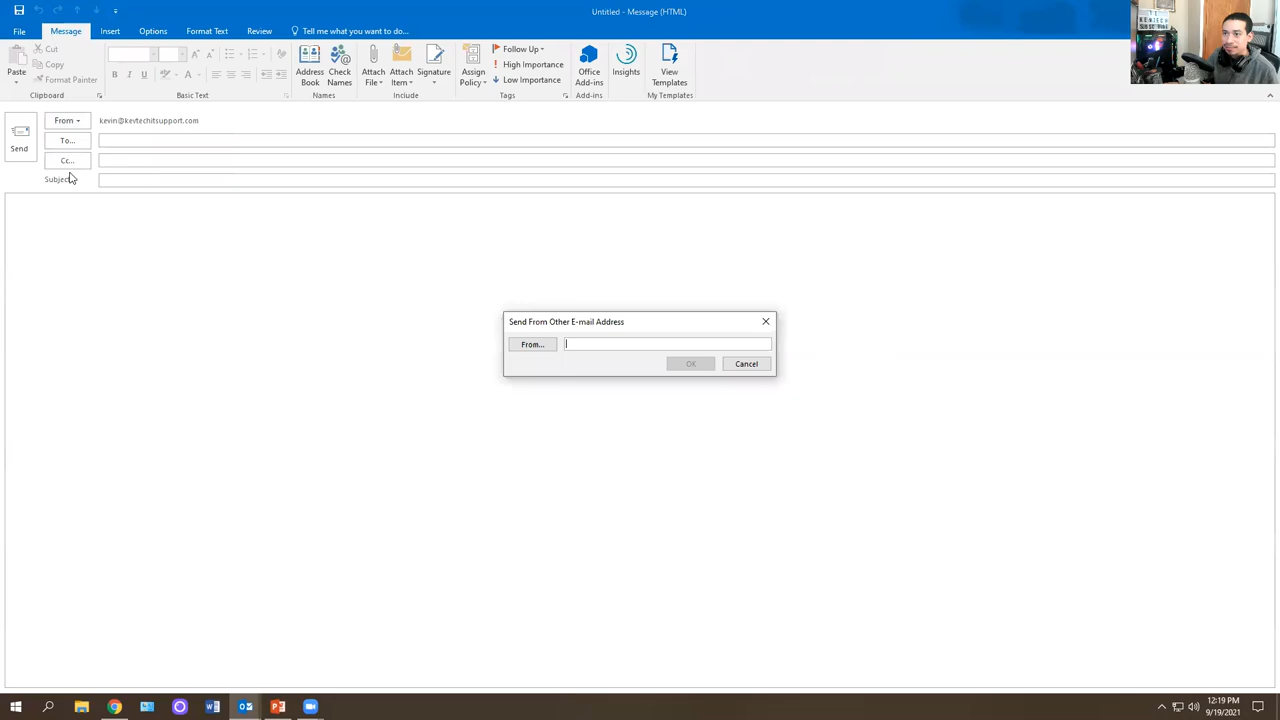 Untitled - Message (HTML)
File
Message
Insert
Options
Format Text
Review
Tell me what you want to do...
Paste
Cut
Copy
Format Painter
Clipboard
B I U
Basic Text
Address Book
Check Names
Names
Attach File
Attach Item
Signature
Include
Assign Policy
Follow Up
High Importance
Low Importance
Tags
Office Add-ins
Add-ins
Insights
View Templates
My Templates
Send
From
kevin@kevtechitsupport.com
To...
Cc...
Subject
Send From Other E-mail Address
From...
OK
Cancel
12:19 PM
9/19/2021